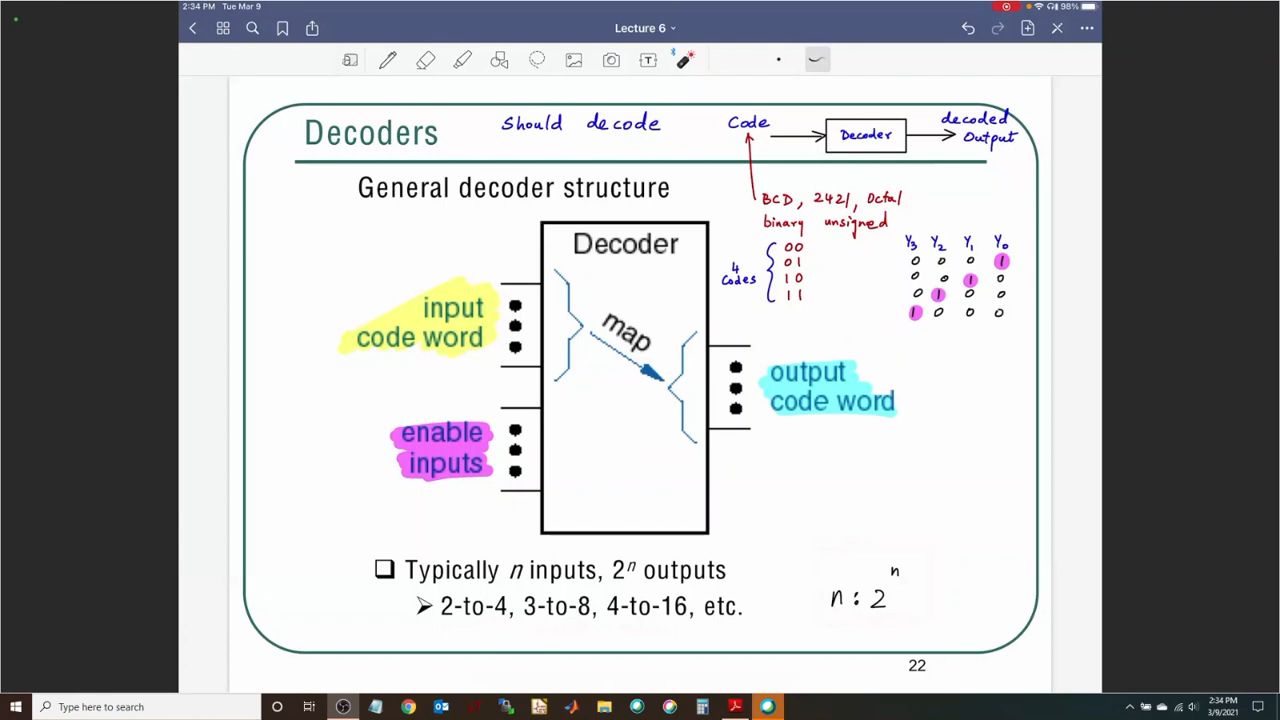 2:34 PM Tue Mar 9
98%
Lecture 6
Decoders
Should decode
Code
Decoder
decoded
Output
General decoder structure
BCD, 2421, Octal
binary unsigned
Decoder
4
Codes
00
01
10
11
Y3 Y2 Y1 Y0
0 0 0 1
0 0 1 0
0 1 0 0
1 0 0 0
input
code word
map
output
code word
enable
inputs
Typically n inputs, 2ⁿ outputs
2-to-4, 3-to-8, 4-to-16, etc.
n : 2ⁿ
22
Type here to search
2:34 PM
3/9/2021